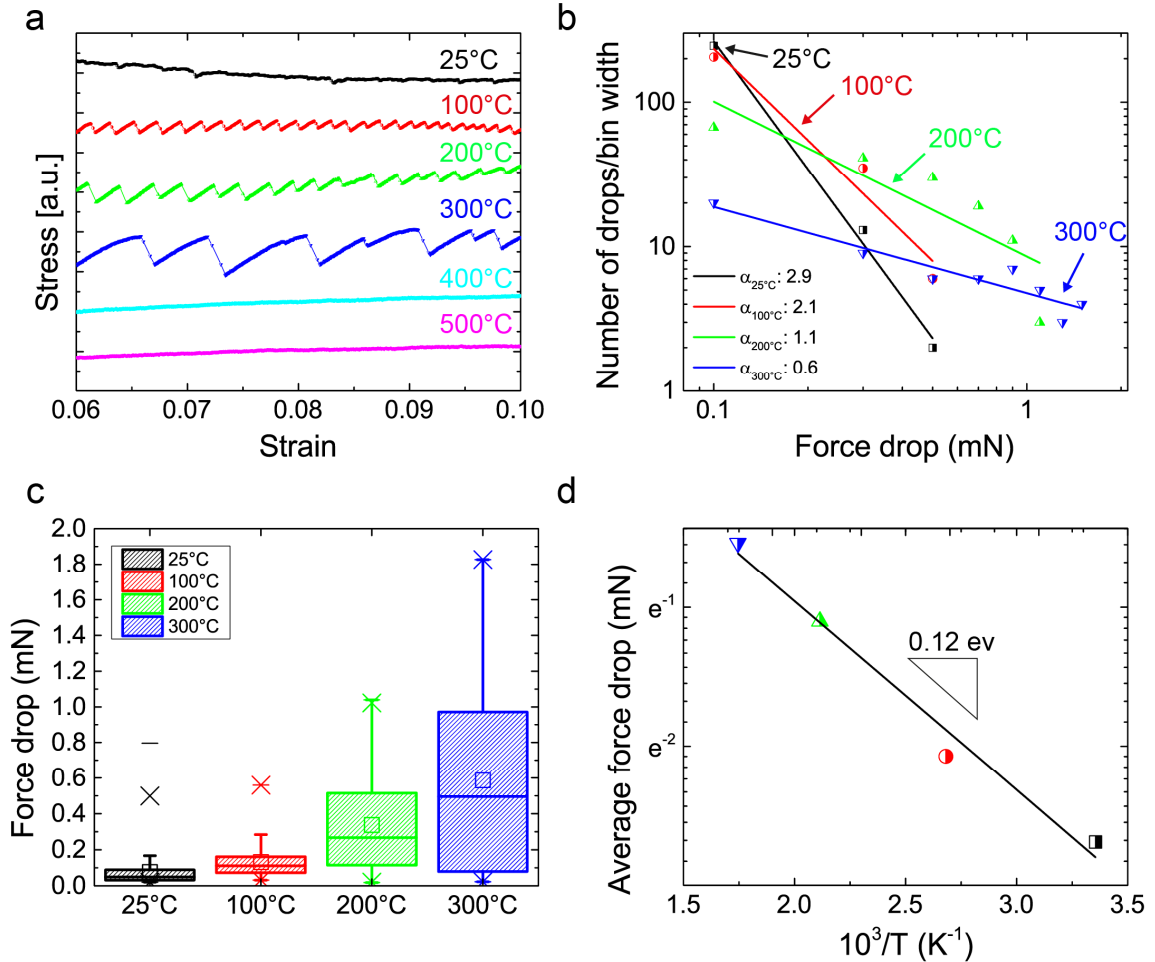 a
25°C
100°C
200°C
300°C
400°C
500°C
Stress [a.u.]
0.06 0.07 0.08 0.09 0.10
Strain
b
25°C
100°C
200°C
300°C
α25°C: 2.9
α100°C: 2.1
α200°C: 1.1
α300°C: 0.6
100
10
1
Number of drops/bin width
0.1 1
Force drop (mN)
c
2.0
1.8
1.6
1.4
1.2
1.0
0.8
0.6
0.4
0.2
0.0
Force drop (mN)
25°C
100°C
200°C
300°C
25°C 100°C 200°C 300°C
d
e-1
e-2
Average force drop (mN)
0.12 ev
1.5 2.0 2.5 3.0 3.5
10³/T (K⁻¹)